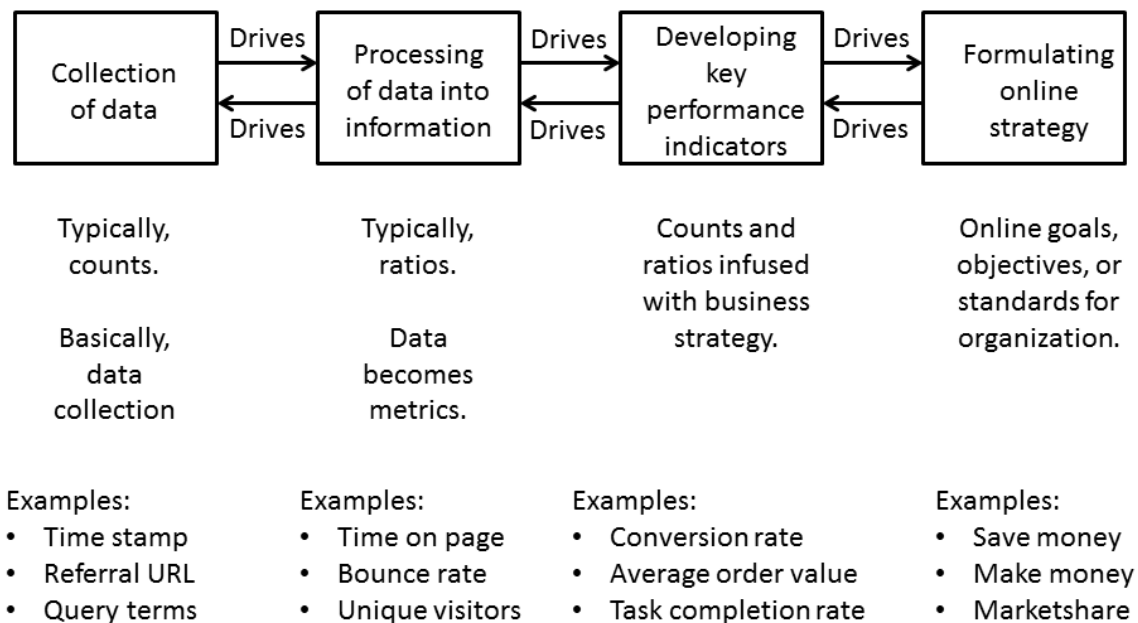 Collection
of data
Drives
Drives
Processing
of data into
information
Drives
Drives
Developing
key
performance
indicators
Drives
Drives
Formulating
online
strategy
Typically,
counts.
Basically,
data
collection
Typically,
ratios.
Data
becomes
metrics.
Counts and
ratios infused
with business
strategy.
Online goals,
objectives, or
standards for
organization.
Examples:
• Time stamp
• Referral URL
• Query terms
Examples:
• Time on page
• Bounce rate
• Unique visitors
Examples:
• Conversion rate
• Average order value
• Task completion rate
Examples:
• Save money
• Make money
• Marketshare